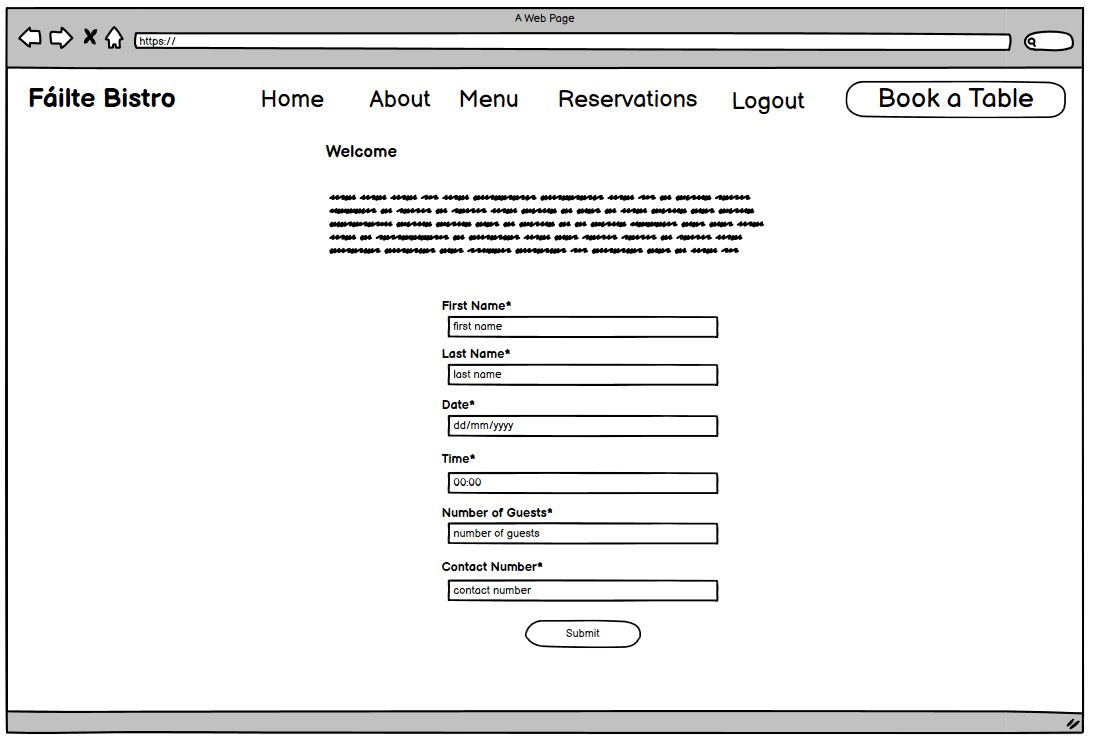 A Web Page
https://
Fáilte Bistro Home About Menu Reservations Logout Book a Table
Welcome
First Name*
first name
Last Name*
last name
Date*
dd/mm/yyyy
Time*
00:00
Number of Guests*
number of guests
Contact Number*
contact number
Submit